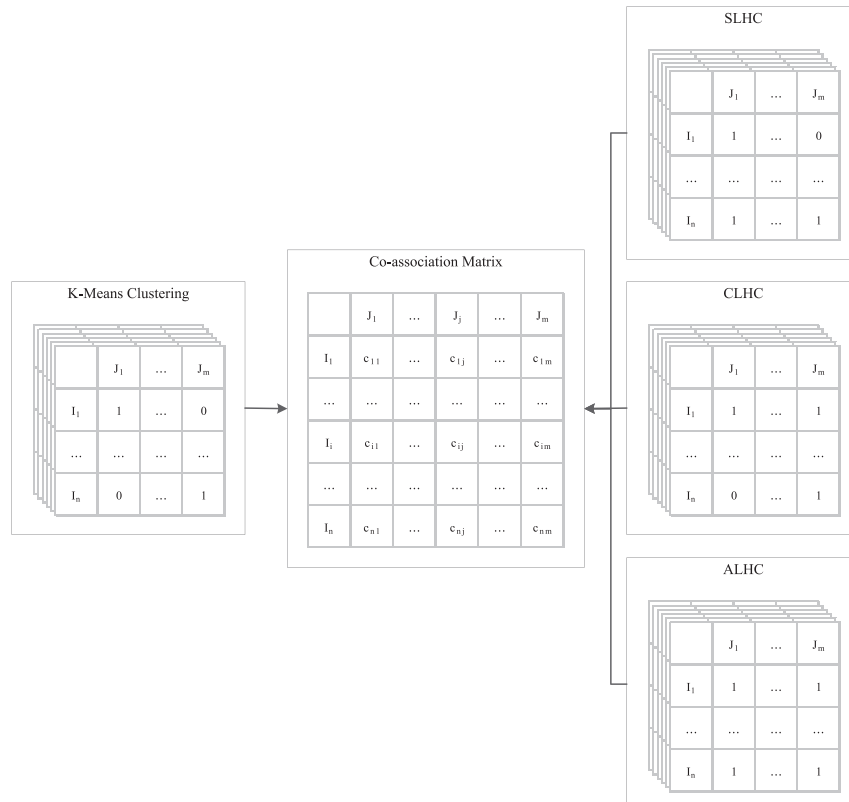 SLHC
J1 … Jm
I1 1 … 0
… … … …
In 1 … 1
Co-association Matrix
J1 … Jj … Jm
I1 c11 … c1j … c1m
… … … … … …
Ii ci1 … cij … cim
… … … … … …
In cn1 … cnj … cnm
K-Means Clustering
J1 … Jm
I1 1 … 0
… … … …
In 0 … 1
CLHC
J1 … Jm
I1 1 … 1
… … … …
In 0 … 1
ALHC
J1 … Jm
I1 1 … 1
… … … …
In 1 … 1